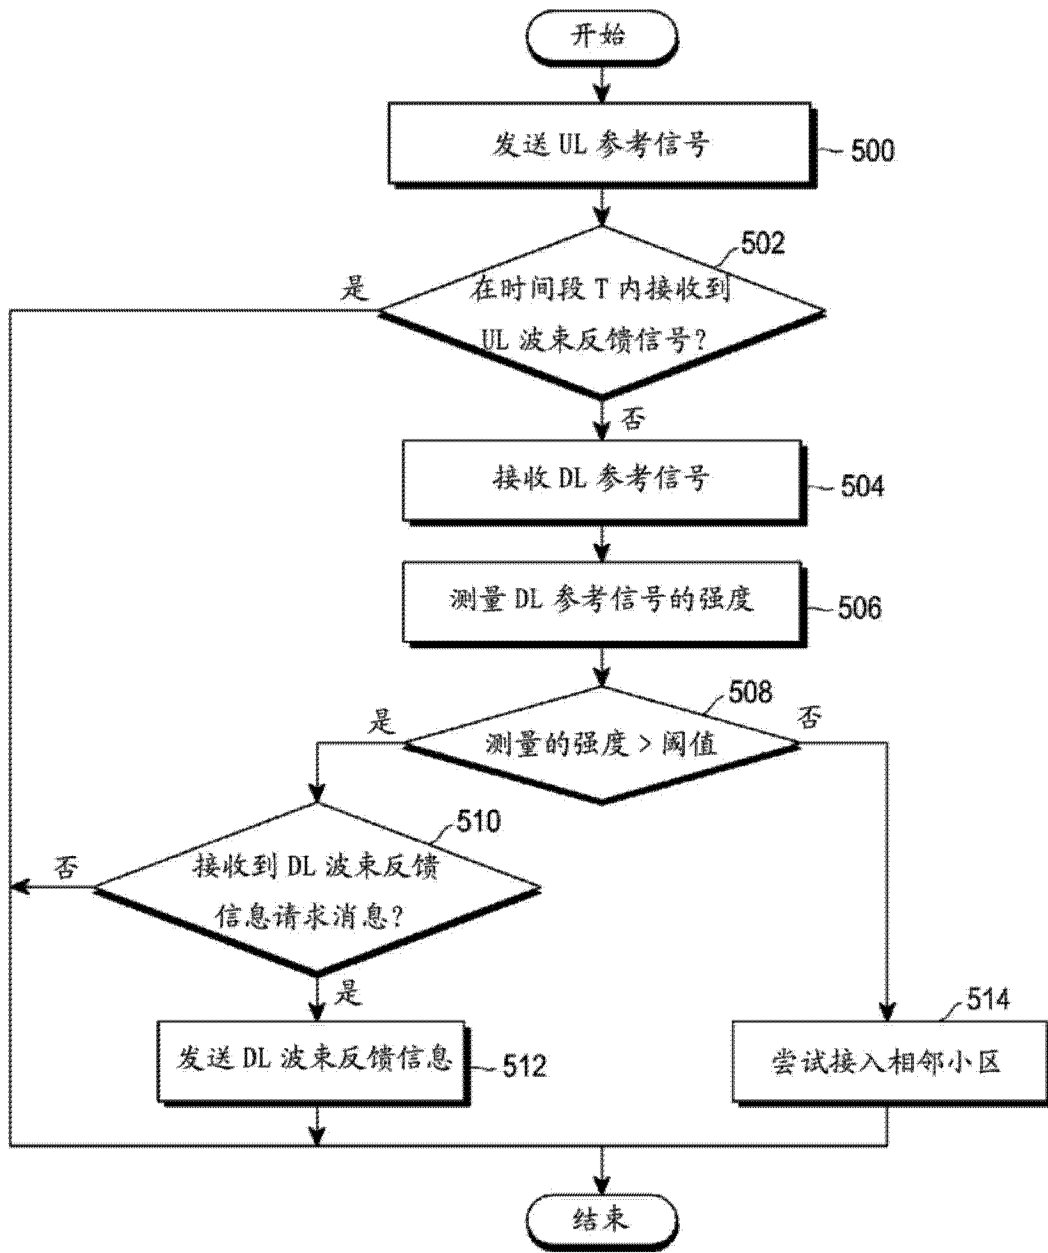 开始
发送 UL 参考信号
500
502
是
在时间段 T 内接收到
UL 波束反馈信号?
否
接收 DL 参考信号
504
测量 DL 参考信号的强度
506
508
是
否
测量的强度 > 阈值
510
否
接收到 DL 波束反馈
信息请求消息?
是
514
发送 DL 波束反馈信息
512
尝试接入相邻小区
结束